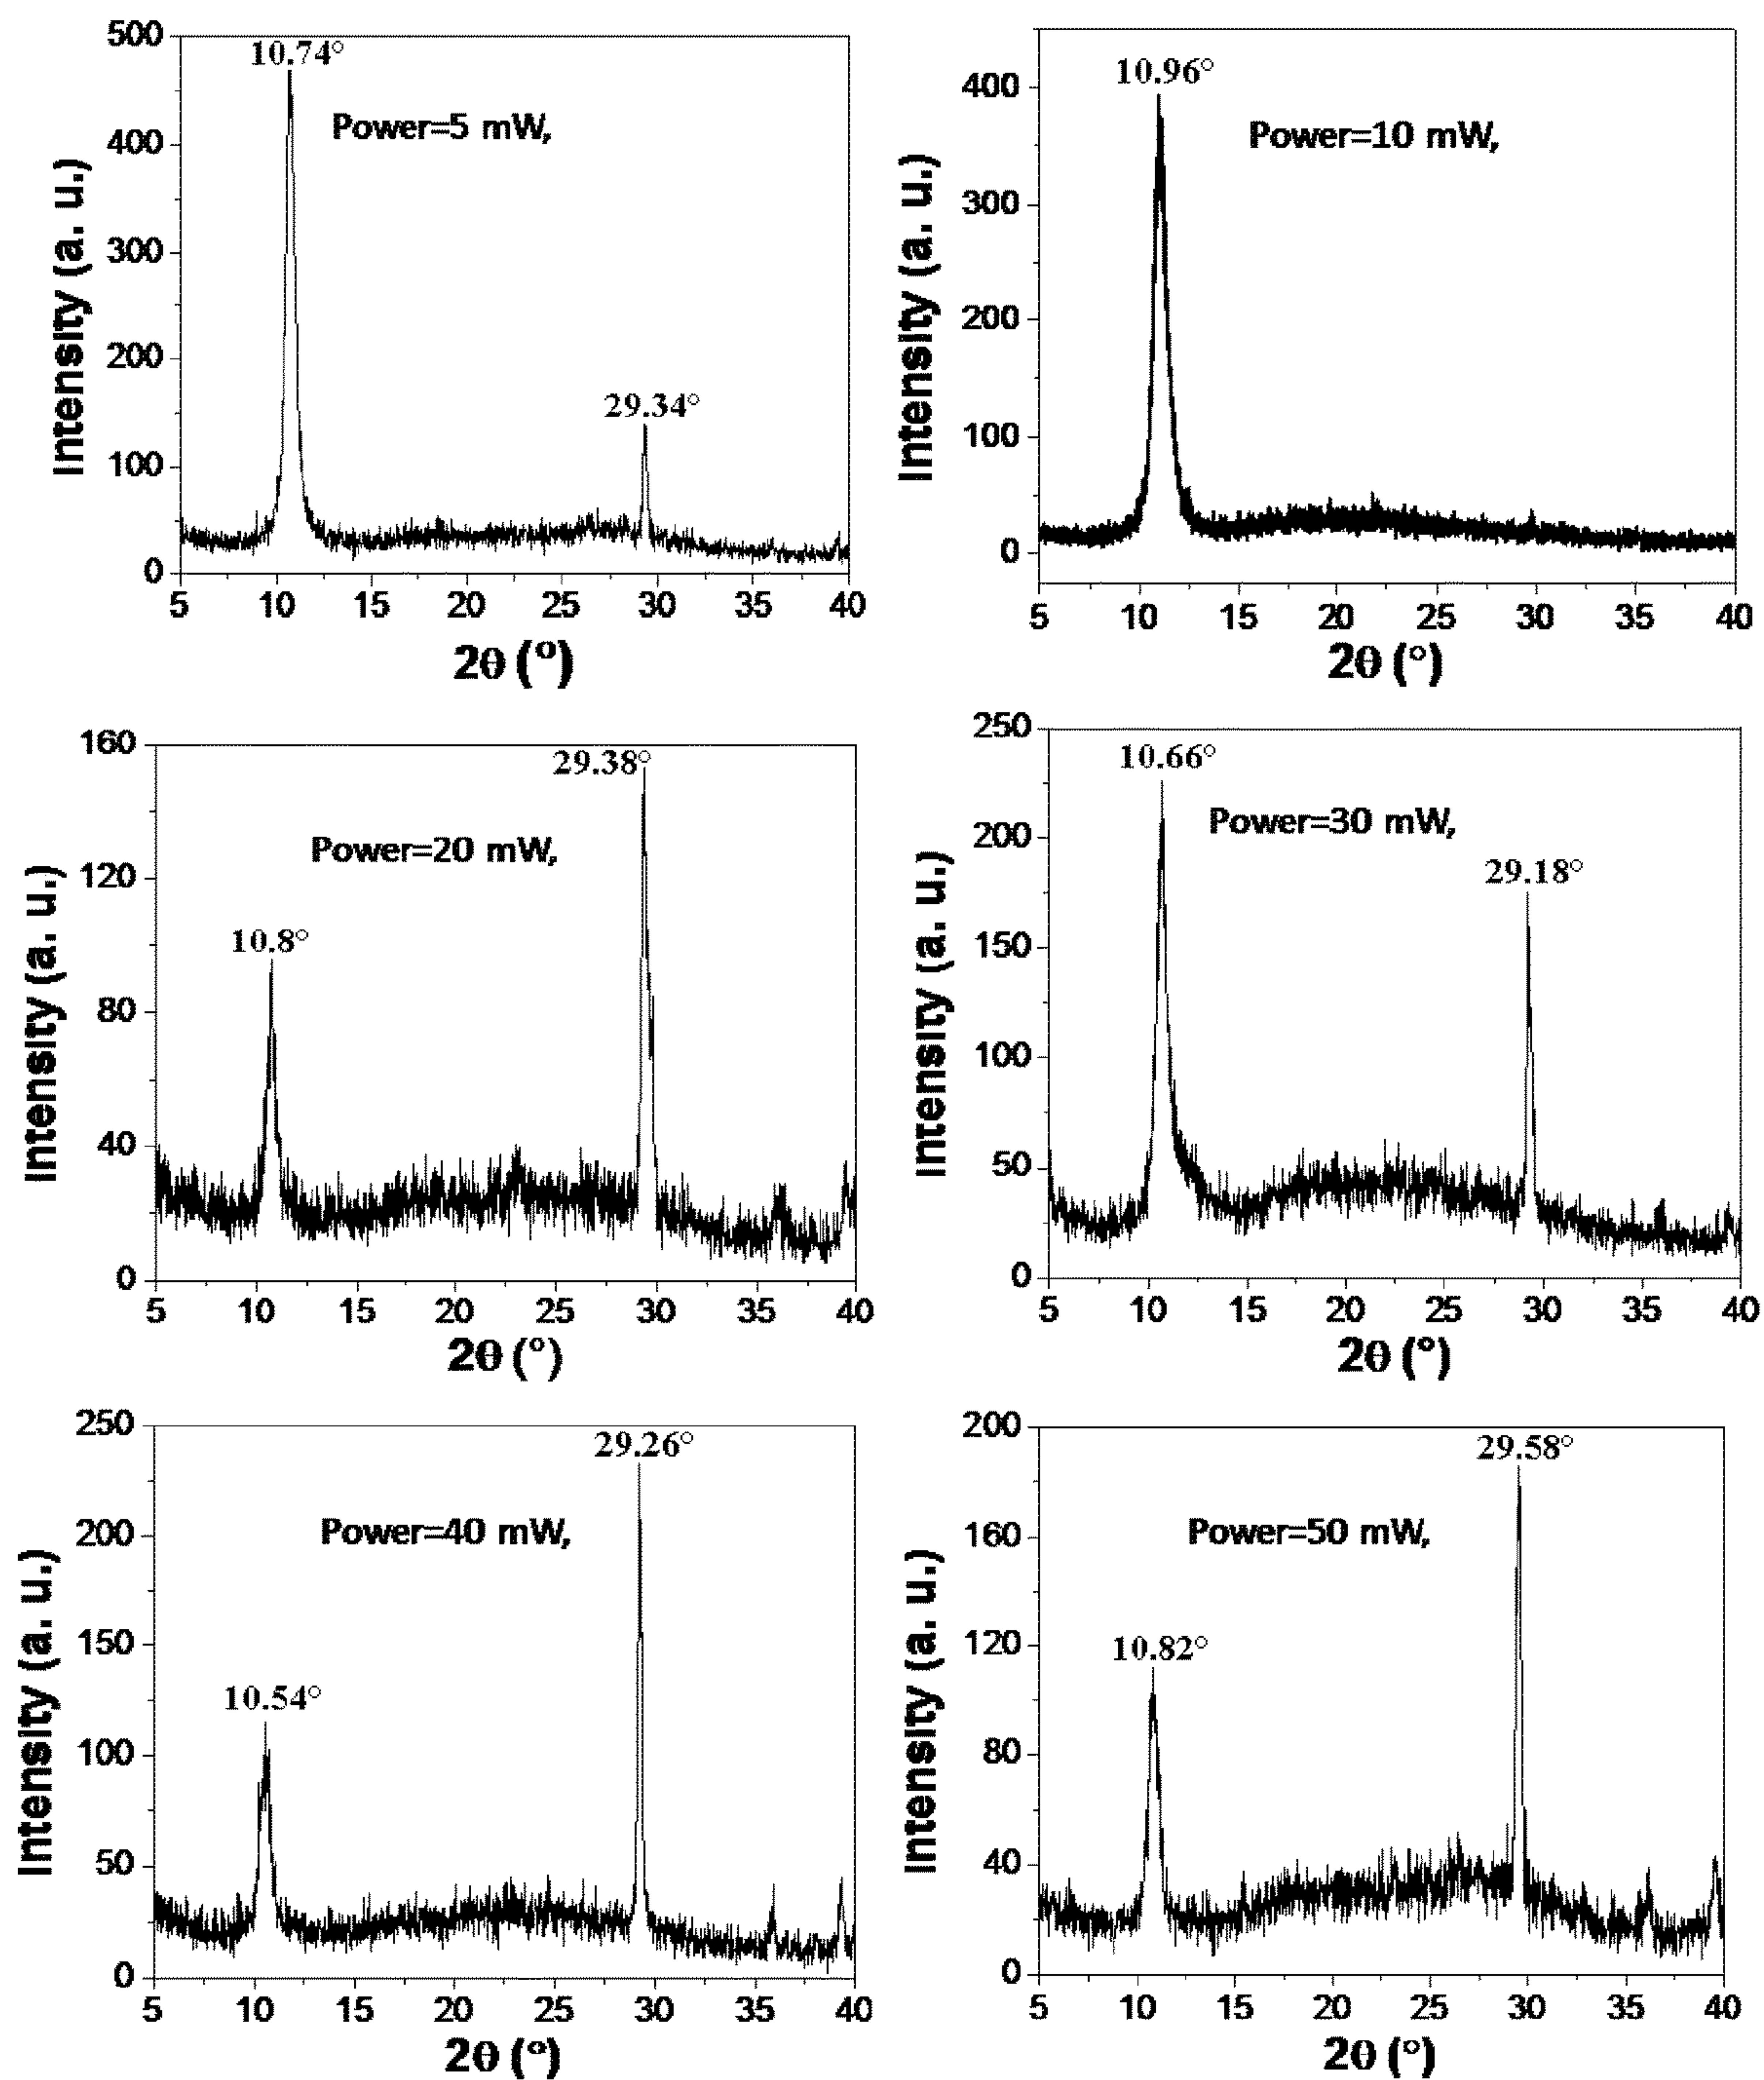 500
400
300
200
100
0
Intensity (a. u.)
10.74°
Power=5 mW,
29.34°
5 10 15 20 25 30 35 40
2θ (°)
400
300
200
100
0
Intensity (a. u.)
10.96°
Power=10 mW,
5 10 15 20 25 30 35 40
2θ (°)
160
120
80
40
0
Intensity (a. u.)
29.38°
Power=20 mW,
10.8°
5 10 15 20 25 30 35 40
2θ (°)
250
200
150
100
50
0
Intensity (a. u.)
10.66°
Power=30 mW,
29.18°
5 10 15 20 25 30 35 40
2θ (°)
250
200
150
100
50
0
Intensity (a. u.)
29.26°
Power=40 mW,
10.54°
5 10 15 20 25 30 35 40
2θ (°)
200
160
120
80
40
0
Intensity (a. u.)
29.58°
Power=50 mW,
10.82°
5 10 15 20 25 30 35 40
2θ (°)